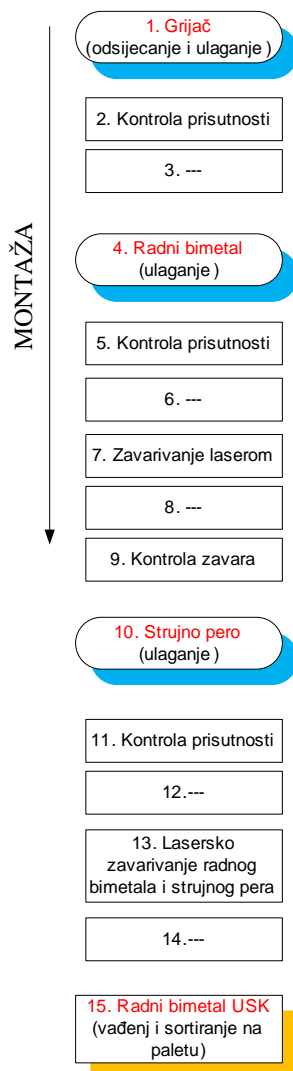 MONTAŽA
1. Grijač
(odsijecanje i ulaganje )
2. Kontrola prisutnosti
3. ---
4. Radni bimetal
(ulaganje )
5. Kontrola prisutnosti
6. ---
7. Zavarivanje laserom
8. ---
9. Kontrola zavara
10. Strujno pero
(ulaganje )
11. Kontrola prisutnosti
12.---
13. Lasersko
zavarivanje radnog
bimetala i strujnog pera
14.---
15. Radni bimetal USK
(vađenj i sortiranje na
paletu )